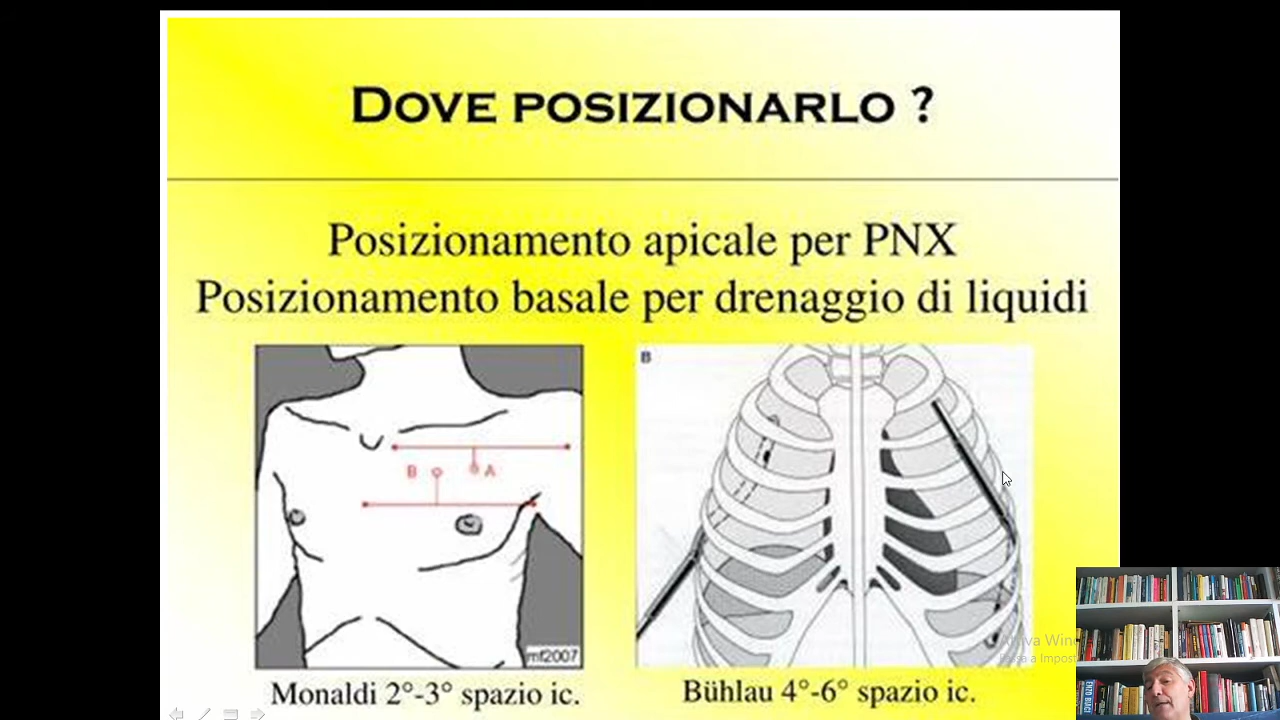 DOVE POSIZIONARLO ?
Posizionamento apicale per PNX
Posizionamento basale per drenaggio di liquidi
B
B A
mf2007
Monaldi 2°-3° spazio ic.
Bühlau 4°-6° spazio ic.